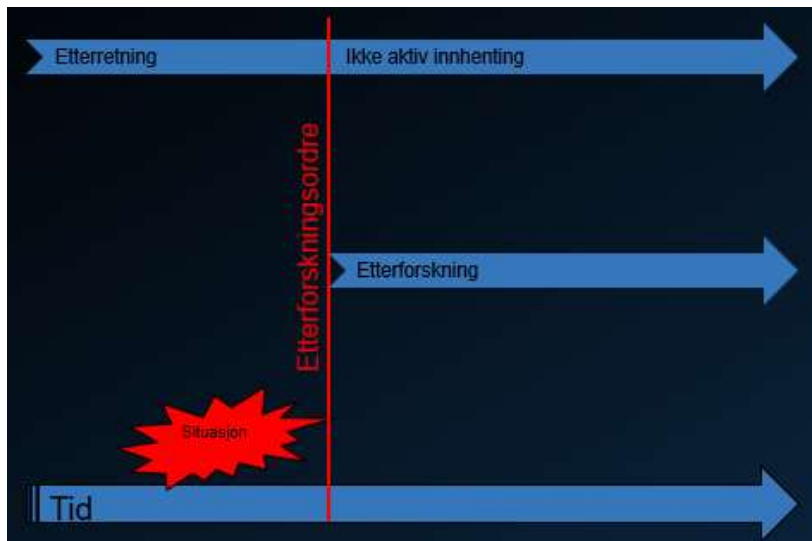 Etterretning
Ikke aktiv innhenting
Etterforskningsordre
Etterforskning
Situasjon
Tid